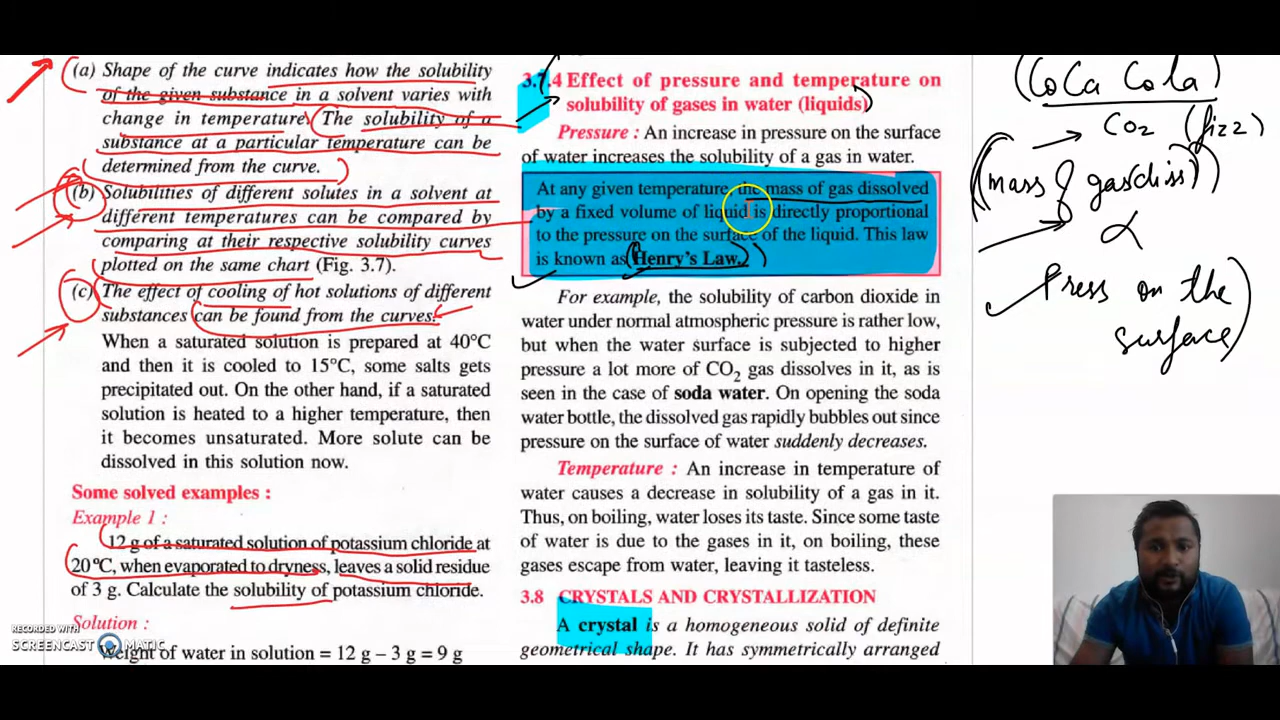 (a) Shape of the curve indicates how the solubility
of the given substance in a solvent varies with
change in temperature. The solubility of a
substance at a particular temperature can be
determined from the curve.
(b) Solubilities of different solutes in a solvent at
different temperatures can be compared by
comparing at their respective solubility curves
plotted on the same chart (Fig. 3.7).
(c) The effect of cooling of hot solutions of different
substances can be found from the curves.
When a saturated solution is prepared at 40°C
and then it is cooled to 15°C, some salts gets
precipitated out. On the other hand, if a saturated
solution is heated to a higher temperature, then
it becomes unsaturated. More solute can be
dissolved in this solution now.
Some solved examples :
Example 1 :
12 g of a saturated solution of potassium chloride at
20°C, when evaporated to dryness, leaves a solid residue
of 3 g. Calculate the solubility of potassium chloride.
Solution :
Weight of water in solution = 12 g – 3 g = 9 g
RECORDED WITH
SCREENCAST MATIC
3.7.4 Effect of pressure and temperature on
solubility of gases in water (liquids)
Pressure : An increase in pressure on the surface
of water increases the solubility of a gas in water.
At any given temperature, the mass of gas dissolved
by a fixed volume of liquid is directly proportional
to the pressure on the surface of the liquid. This law
is known as Henry's Law.
For example, the solubility of carbon dioxide in
water under normal atmospheric pressure is rather low,
but when the water surface is subjected to higher
pressure a lot more of CO2 gas dissolves in it, as is
seen in the case of soda water. On opening the soda
water bottle, the dissolved gas rapidly bubbles out since
pressure on the surface of water suddenly decreases.
Temperature : An increase in temperature of
water causes a decrease in solubility of a gas in it.
Thus, on boiling, water loses its taste. Since some taste
of water is due to the gases in it, on boiling, these
gases escape from water, leaving it tasteless.
3.8 CRYSTALS AND CRYSTALLIZATION
A crystal is a homogeneous solid of definite
geometrical shape. It has symmetrically arranged
(CoCa Cola)
→ CO2 (fizz)
((mass of gas(diss))
α
Press on the
surface)